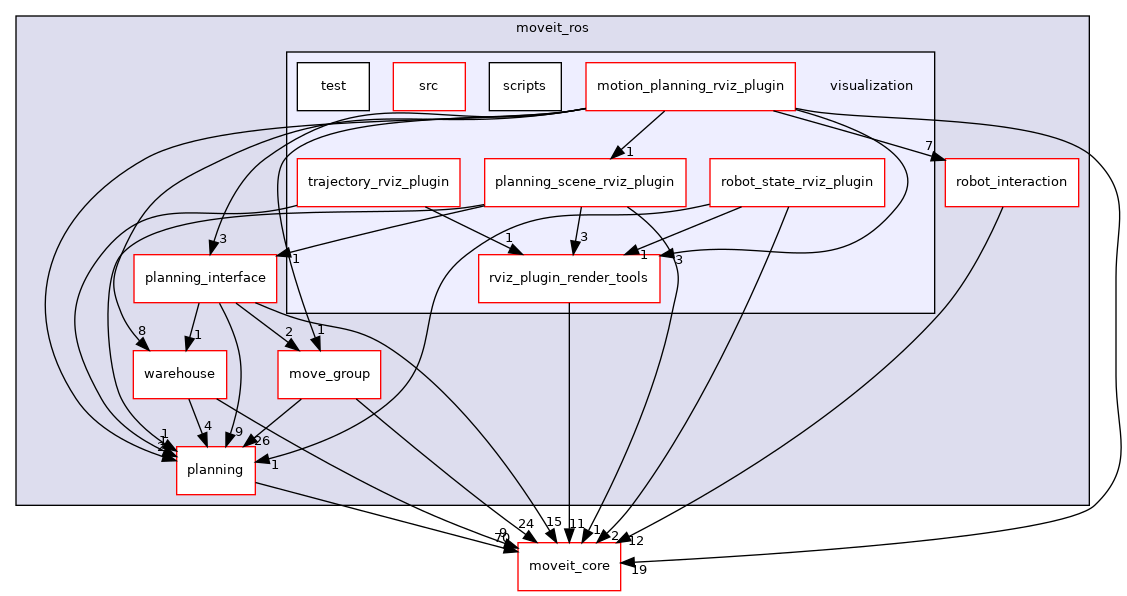 moveit_ros
test
src
scripts
motion_planning_rviz_plugin
visualization
7
1
trajectory_rviz_plugin
planning_scene_rviz_plugin
robot_state_rviz_plugin
robot_interaction
3
1
3
1
1
3
planning_interface
rviz_plugin_render_tools
8
1
2
1
warehouse
move_group
4
9
26
1
1
planning
1
24
15
11
1
2
12
9
70
moveit_core
19